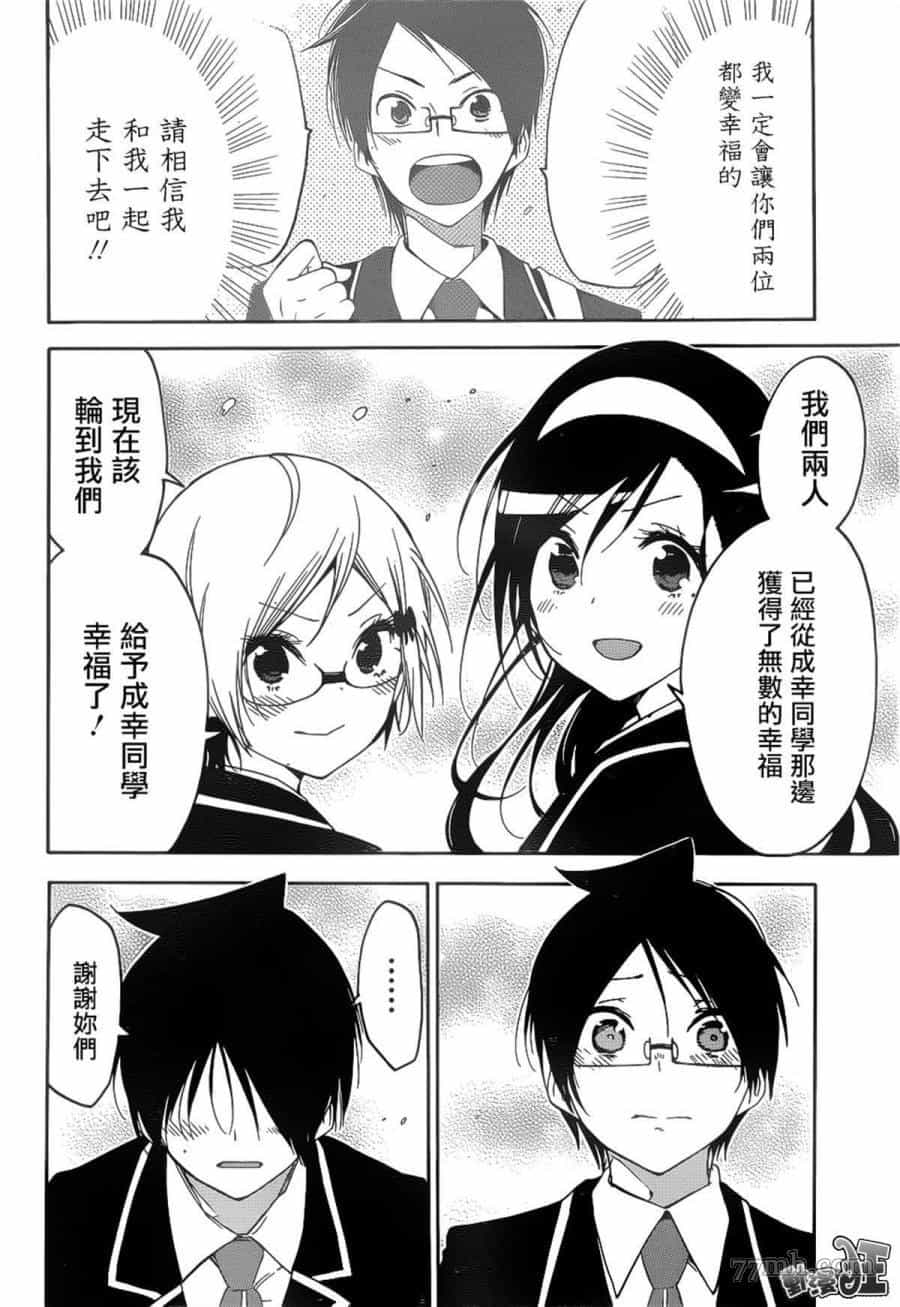 我一定會讓你們兩位
都變幸福的
請相信我
和我一起
走下去吧!!
我們兩人
已經從成幸同學那邊
獲得了無數的幸福
現在該
輪到我們
給予成幸同學
幸福了！
……
謝謝妳們
77mh.com
動漫狂